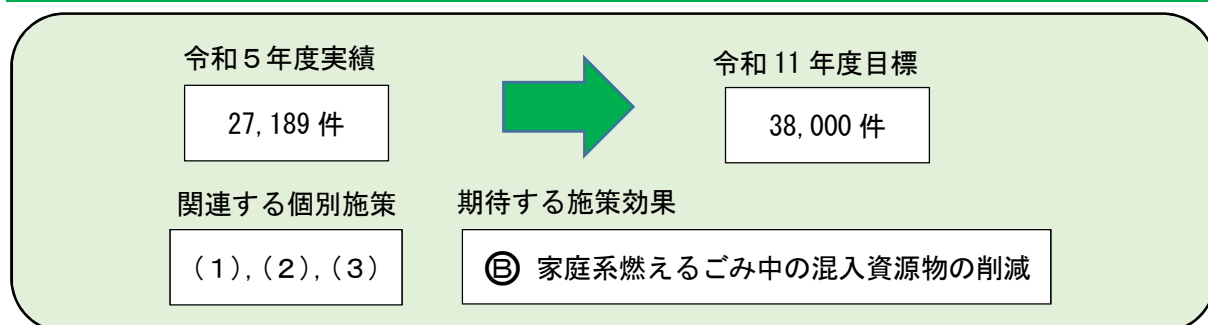 令和５年度実績
27,189 件
令和 11 年度目標
38,000 件
関連する個別施策
（１）,（２）,（３）
期待する施策効果
Ⓑ 家庭系燃えるごみ中の混入資源物の削減